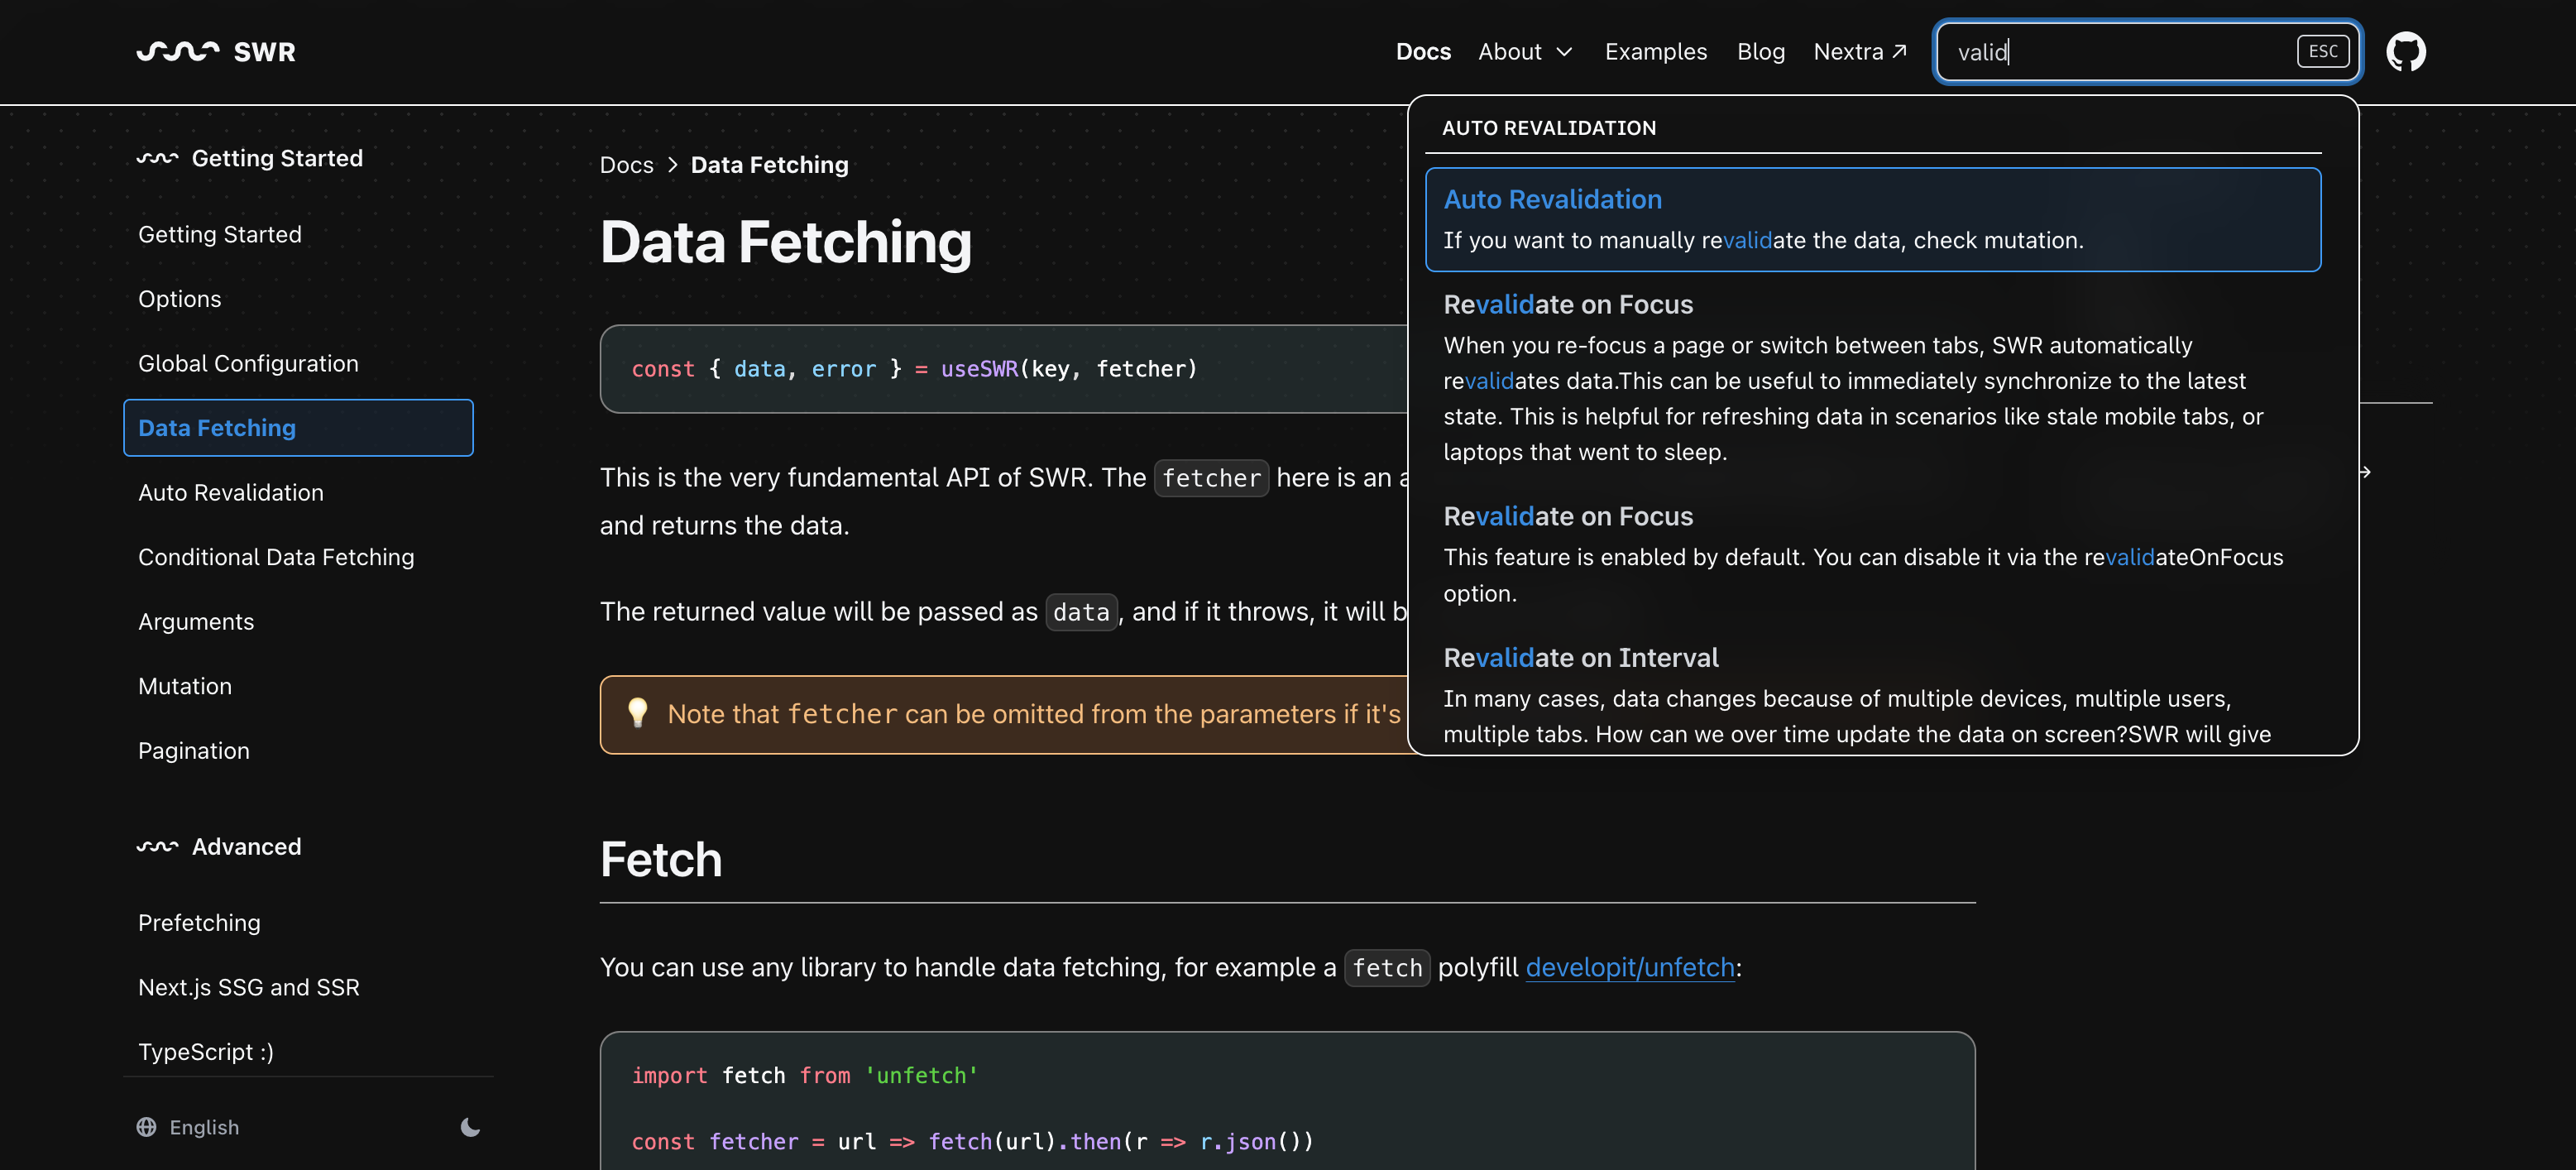 SWR
Docs
About
Examples
Blog
Nextra ↗
valid
ESC
Getting Started
Getting Started
Options
Global Configuration
Data Fetching
Auto Revalidation
Conditional Data Fetching
Arguments
Mutation
Pagination
Advanced
Prefetching
Next.js SSG and SSR
TypeScript :)
English
Docs > Data Fetching
Data Fetching
const { data, error } = useSWR(key, fetcher)
This is the very fundamental API of SWR. The fetcher here is an a
and returns the data.
The returned value will be passed as data, and if it throws, it will b
💡 Note that fetcher can be omitted from the parameters if it's
Fetch
You can use any library to handle data fetching, for example a fetch polyfill developit/unfetch:
import fetch from 'unfetch'
const fetcher = url => fetch(url).then(r => r.json())
AUTO REVALIDATION
Auto Revalidation
If you want to manually revalidate the data, check mutation.
Revalidate on Focus
When you re-focus a page or switch between tabs, SWR automatically
revalidates data.This can be useful to immediately synchronize to the latest
state. This is helpful for refreshing data in scenarios like stale mobile tabs, or
laptops that went to sleep.
Revalidate on Focus
This feature is enabled by default. You can disable it via the revalidateOnFocus
option.
Revalidate on Interval
In many cases, data changes because of multiple devices, multiple users,
multiple tabs. How can we over time update the data on screen?SWR will give
→